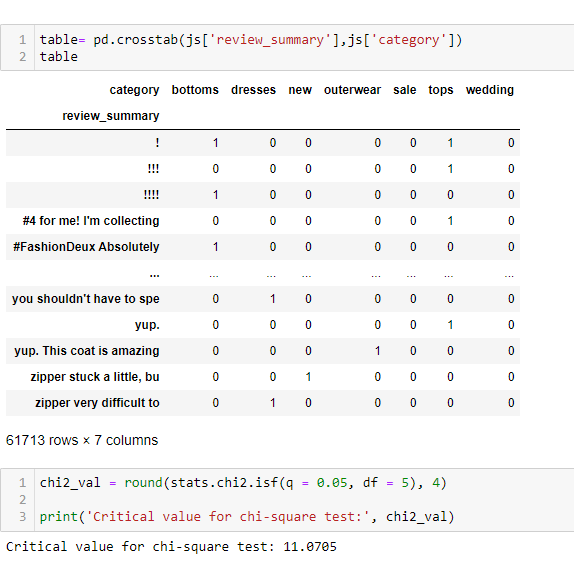 1 table= pd.crosstab(js['review_summary'],js['category'])
2 table
category bottoms dresses new outerwear sale tops wedding
review_summary
! 1 0 0 0 0 1 0
!!! 0 0 0 0 0 1 0
!!!! 1 0 0 0 0 0 0
#4 for me! I'm collecting 0 0 0 0 0 1 0
#FashionDeux Absolutely 1 0 0 0 0 0 0
... ... ... ... ... ... ... ...
you shouldn't have to spe 0 1 0 0 0 0 0
yup. 0 0 0 0 0 1 0
yup. This coat is amazing 0 0 0 1 0 0 0
zipper stuck a little, bu 0 0 1 0 0 0 0
zipper very difficult to 0 1 0 0 0 0 0
61713 rows × 7 columns
1 chi2_val = round(stats.chi2.isf(q = 0.05, df = 5), 4)
2
3 print('Critical value for chi-square test:', chi2_val)
Critical value for chi-square test: 11.0705